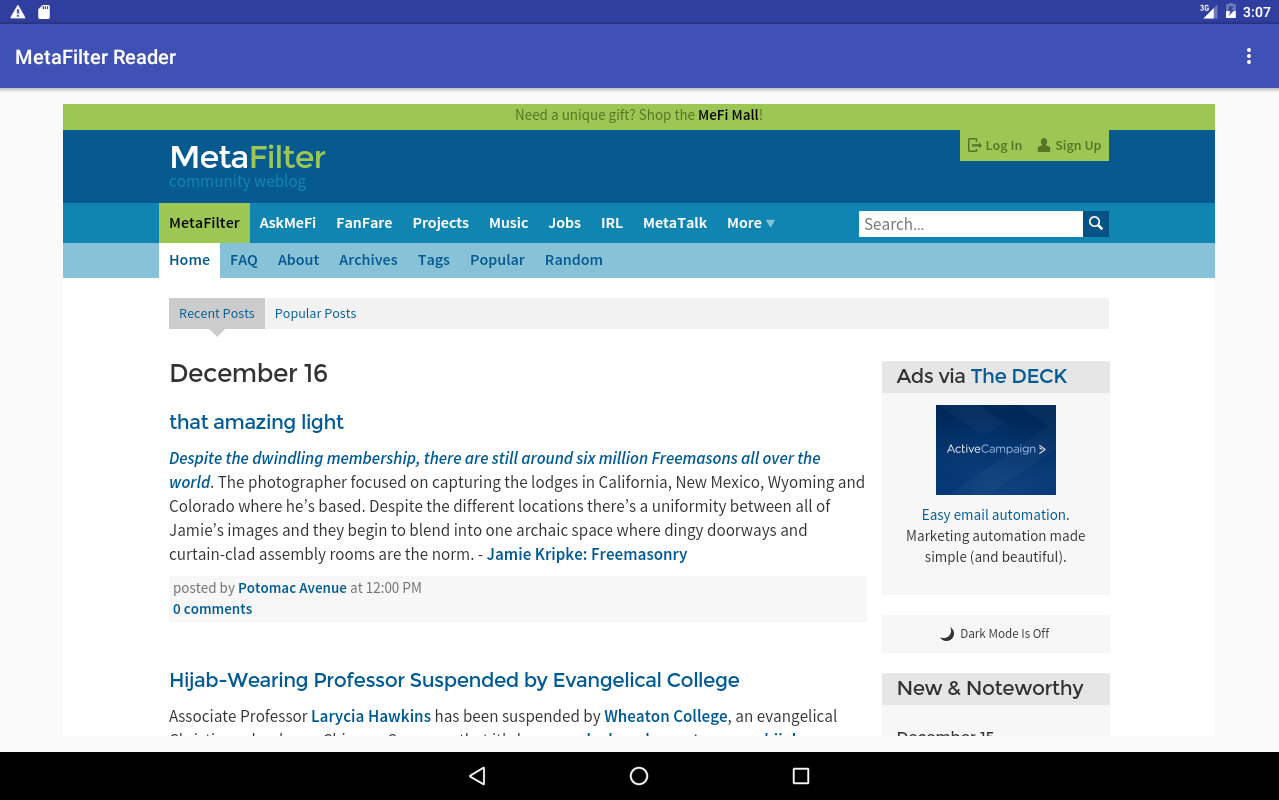 3G 3:07
MetaFilter Reader
Need a unique gift? Shop the MeFi Mall!
MetaFilter
community weblog
Log In Sign Up
MetaFilter AskMeFi FanFare Projects Music Jobs IRL MetaTalk More Search...
Home FAQ About Archives Tags Popular Random
Recent Posts Popular Posts
December 16
that amazing light
Despite the dwindling membership, there are still around six million Freemasons all over the
world. The photographer focused on capturing the lodges in California, New Mexico, Wyoming and
Colorado where he's based. Despite the different locations there's a uniformity between all of
Jamie's images and they begin to blend into one archaic space where dingy doorways and
curtain-clad assembly rooms are the norm. - Jamie Kripke: Freemasonry
posted by Potomac Avenue at 12:00 PM
0 comments
Hijab-Wearing Professor Suspended by Evangelical College
Associate Professor Larycia Hawkins has been suspended by Wheaton College, an evangelical
Ads via The DECK
ActiveCampaign >
Easy email automation.
Marketing automation made
simple (and beautiful).
Dark Mode Is Off
New & Noteworthy
December 15